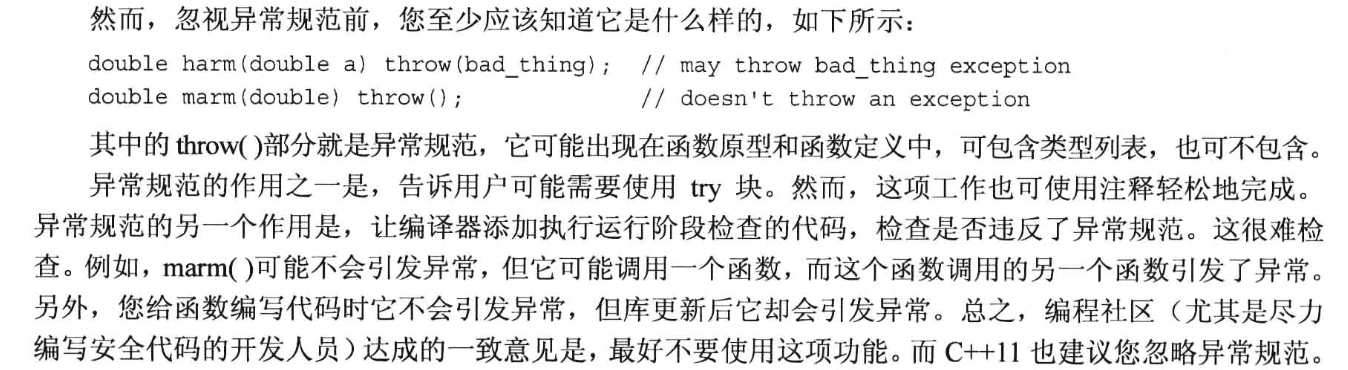 然而，忽视异常规范前，您至少应该知道它是什么样的，如下所示：
double harm(double a) throw(bad_thing);  // may throw bad_thing exception
double marm(double) throw();             // doesn't throw an exception
其中的 throw( )部分就是异常规范，它可能出现在函数原型和函数定义中，可包含类型列表，也可不包含。
异常规范的作用之一是，告诉用户可能需要使用 try 块。然而，这项工作也可使用注释轻松地完成。
异常规范的另一个作用是，让编译器添加执行运行阶段检查的代码，检查是否违反了异常规范。这很难检
查。例如，marm( )可能不会引发异常，但它可能调用一个函数，而这个函数调用的另一个函数引发了异常。
另外，您给函数编写代码时它不会引发异常，但库更新后它却会引发异常。总之，编程社区（尤其是尽力
编写安全代码的开发人员）达成的一致意见是，最好不要使用这项功能。而 C++11 也建议您忽略异常规范。